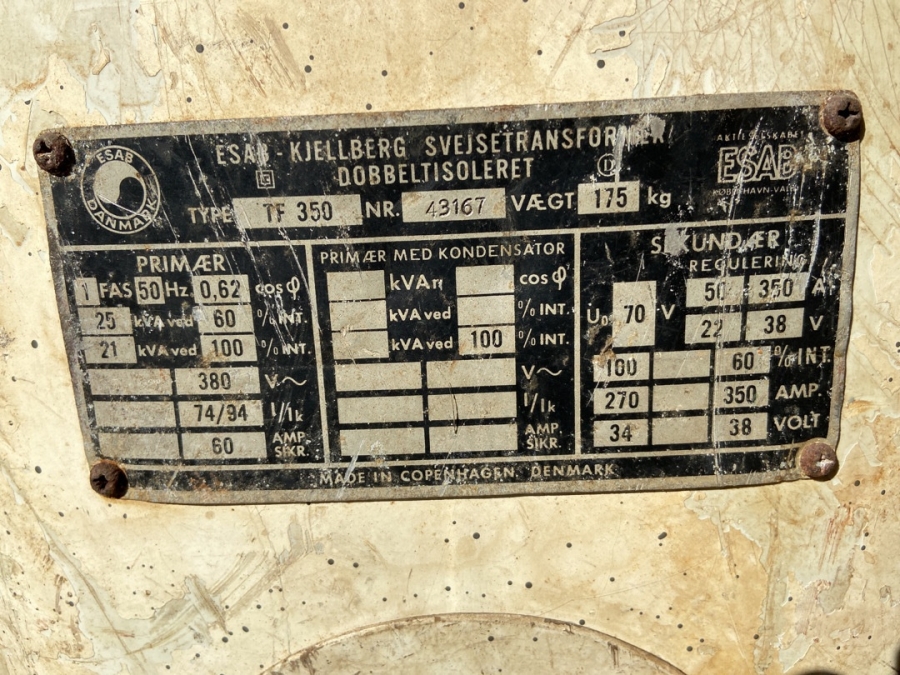 ESAB - KJELLBERG SVEJSETRANSFORMER
DOBBELTISOLERET
ESAB
DANMARK
AKTIESELSKABET
ESAB
KØBENHAVN-VALBY
TYPE TF 350 NR. 43167 VÆGT 175 kg
PRIMÆR
1 FAS 50 Hz 0,62 cos φ
25 kVA ved 60 % INT.
21 kVA ved 100 % INT.
380 V~
74/94 I/Ik
60 AMP. SIKR.
PRIMÆR MED KONDENSATOR
kVAr cos φ
kVA ved % INT.
kVA ved 100 % INT.
V~
I/Ik
AMP. SIKR.
SEKUNDÆR
REGULERING
50 - 350 A
U₀ 70 V 22 38 V
100 60 % INT.
270 350 AMP.
34 38 VOLT
MADE IN COPENHAGEN, DENMARK